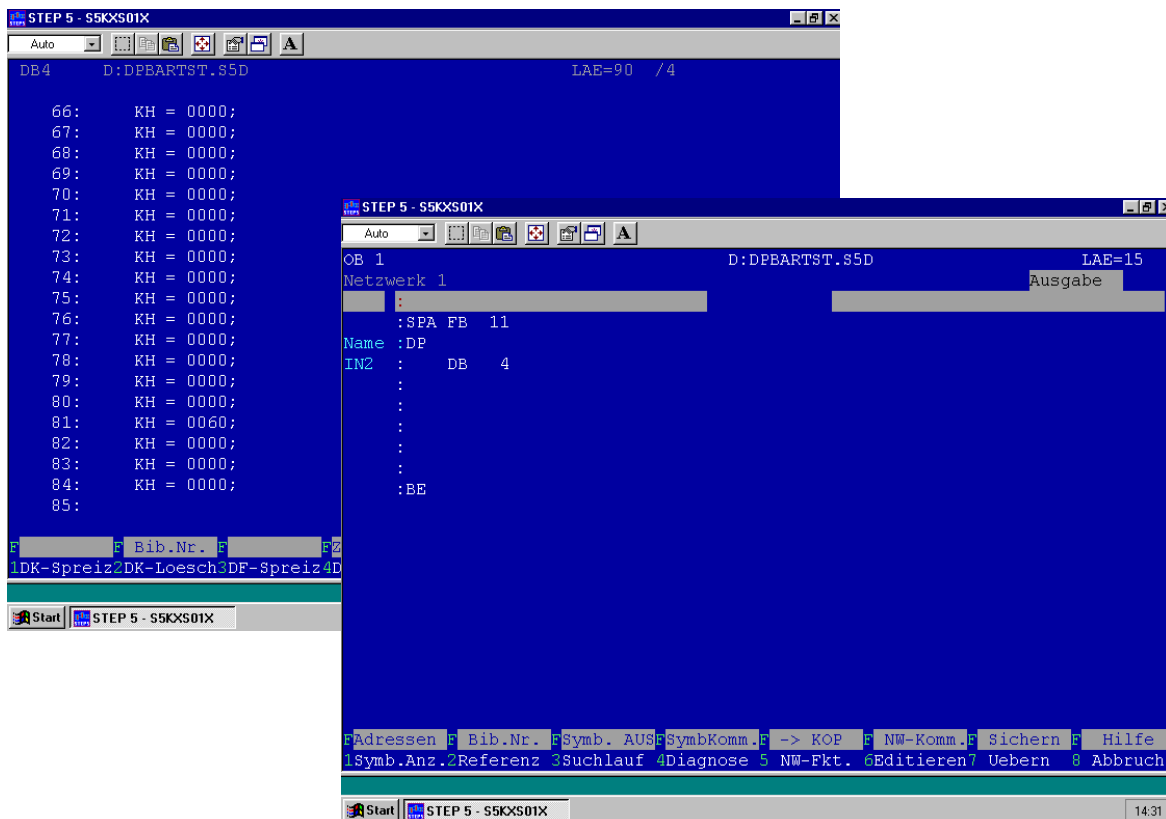 STEP 5 - S5KXS01X
Auto
A
DB4 D:DPBARTST.S5D LAE=90 /4
66: KH = 0000;
67: KH = 0000;
68: KH = 0000;
69: KH = 0000;
70: KH = 0000;
71: KH = 0000;
72: KH = 0000;
73: KH = 0000;
74: KH = 0000;
75: KH = 0000;
76: KH = 0000;
77: KH = 0000;
78: KH = 0000;
79: KH = 0000;
80: KH = 0000;
81: KH = 0060;
82: KH = 0000;
83: KH = 0000;
84: KH = 0000;
85:
F F Bib.Nr. F FZ
1DK-Spreiz2DK-Loesch3DF-Spreiz4D
Start STEP 5 - S5KXS01X
STEP 5 - S5KXS01X
Auto
A
OB 1 D:DPBARTST.S5D LAE=15
Netzwerk 1 Ausgabe
:
:SPA FB 11
Name :DP
IN2 : DB 4
:
:
:
:
:
:BE
FAdressen F Bib.Nr. FSymb. AUSFSymbKomm.F -> KOP F NW-Komm.F Sichern F Hilfe
1Symb.Anz.2Referenz 3Suchlauf 4Diagnose 5 NW-Fkt. 6Editieren7 Uebern 8 Abbruch
Start STEP 5 - S5KXS01X 14:31